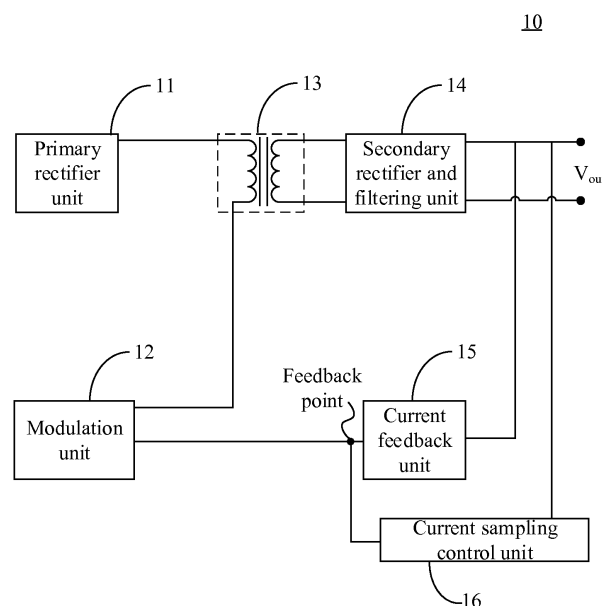 10
11
13
14
Primary
rectifier
unit
Secondary
rectifier and
filtering unit
Vou
12
15
Feedback
point
Modulation
unit
Current
feedback
unit
Current sampling
control unit
16